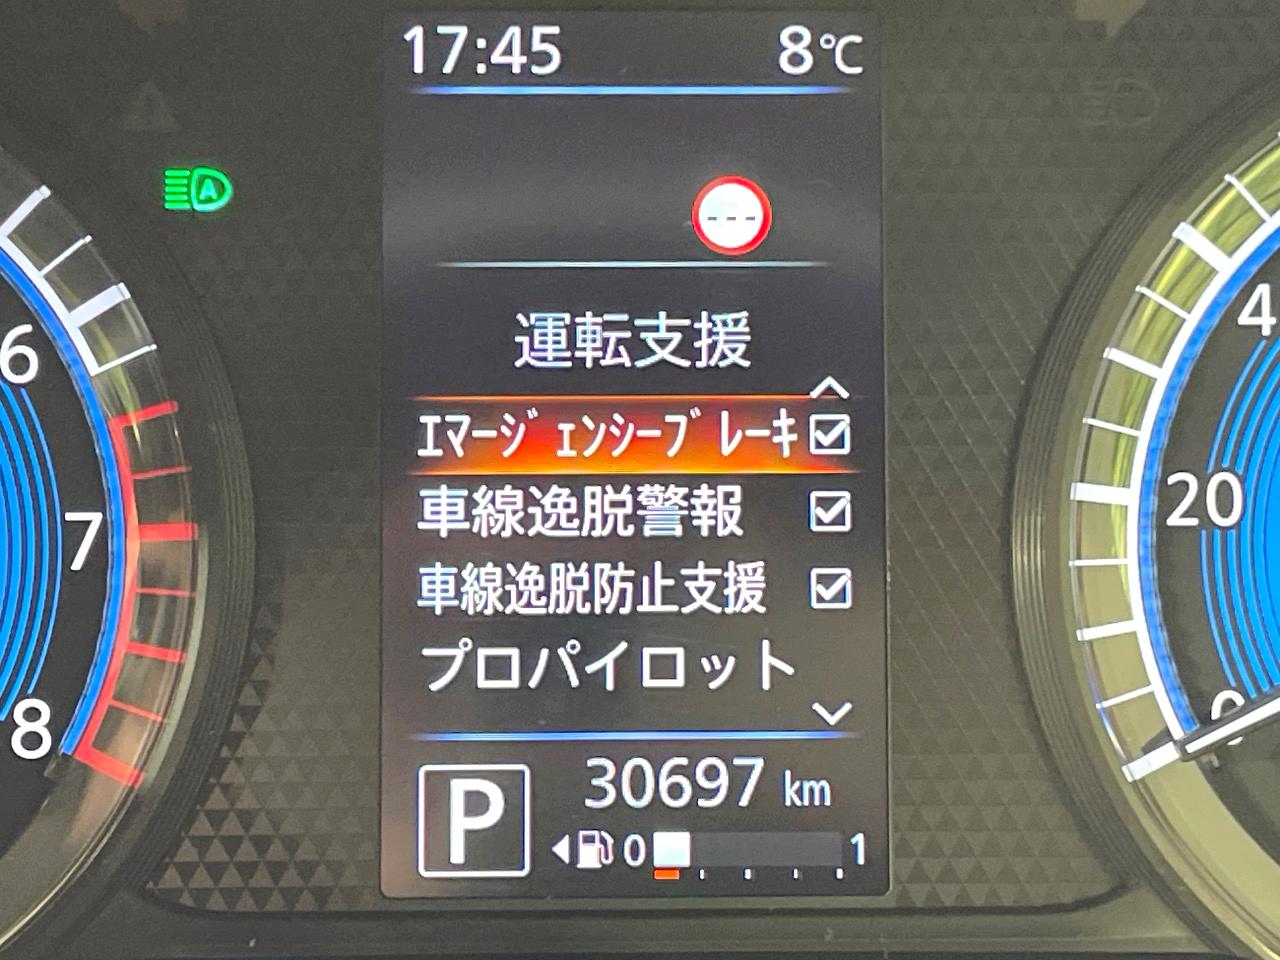 17:45 8℃
---
運転支援
ｴﾏｰｼﾞｪﾝｼｰﾌﾞﾚｰｷ
車線逸脱警報
車線逸脱防止支援
プロパイロット
P
30697 km
0 1
A
6
7
8
4
20
0